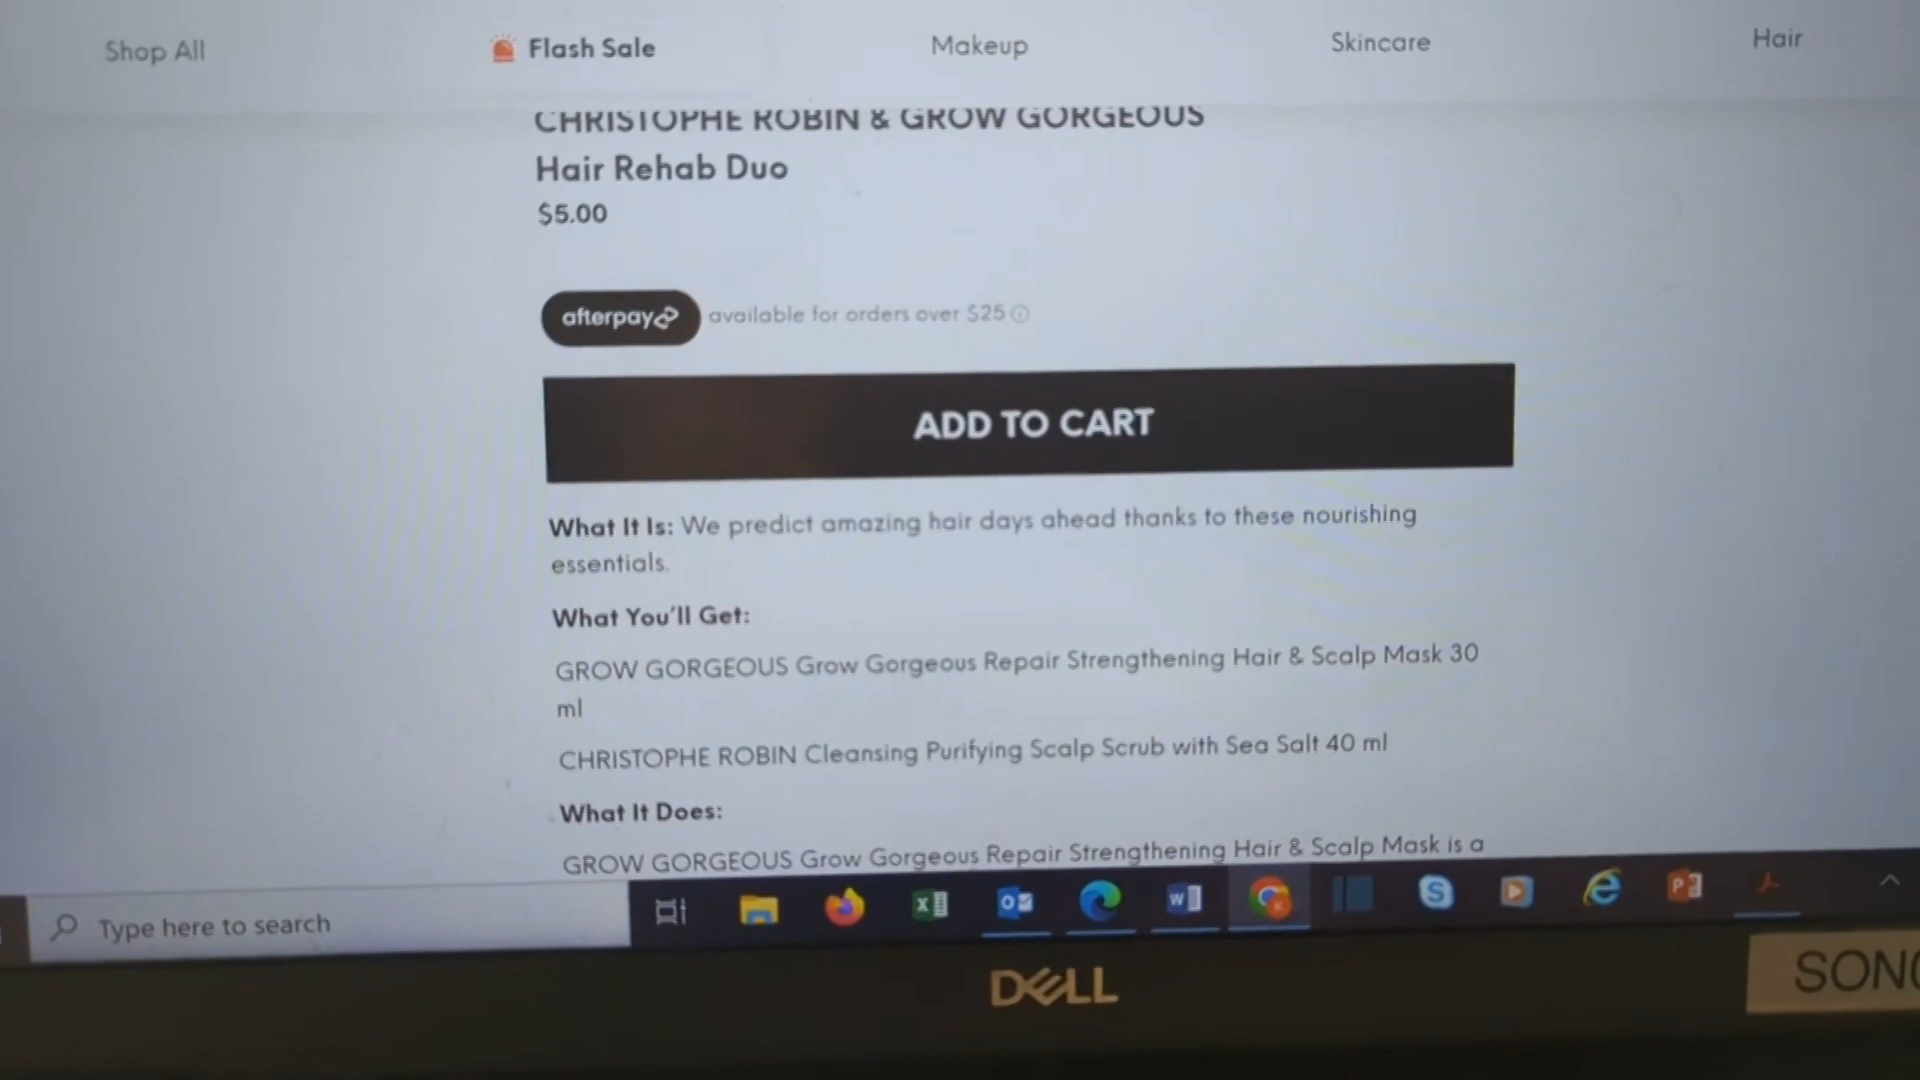 Shop All Flash Sale Makeup Skincare Hair
CHRISTOPHE ROBIN & GROW GORGEOUS
Hair Rehab Duo
$5.00
afterpay available for orders over $25
ADD TO CART
What It Is: We predict amazing hair days ahead thanks to these nourishing
essentials.
What You'll Get:
GROW GORGEOUS Grow Gorgeous Repair Strengthening Hair & Scalp Mask 30
ml
CHRISTOPHE ROBIN Cleansing Purifying Scalp Scrub with Sea Salt 40 ml
What It Does:
GROW GORGEOUS Grow Gorgeous Repair Strengthening Hair & Scalp Mask is a
Type here to search
DELL